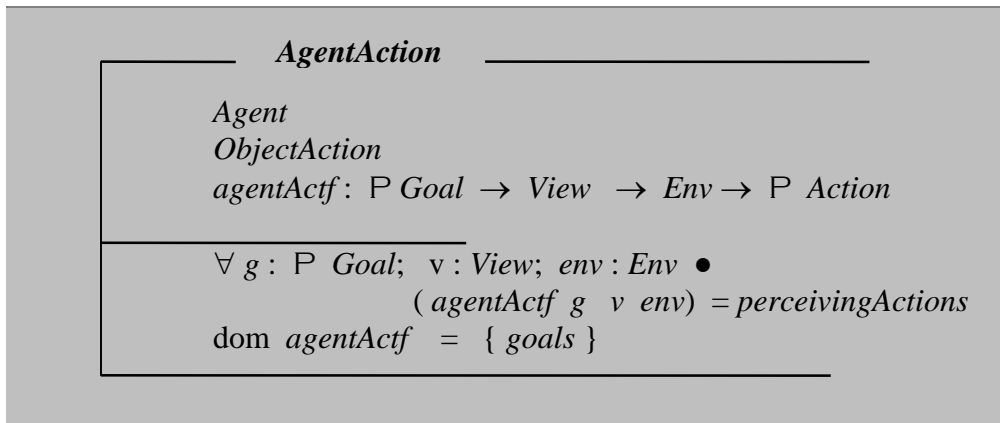 AgentAction
Agent
ObjectAction
agentActf : ℙ Goal → View → Env → ℙ Action
∀ g : ℙ Goal; v : View; env : Env ●
( agentActf g v env) = perceivingActions
dom agentActf = { goals }